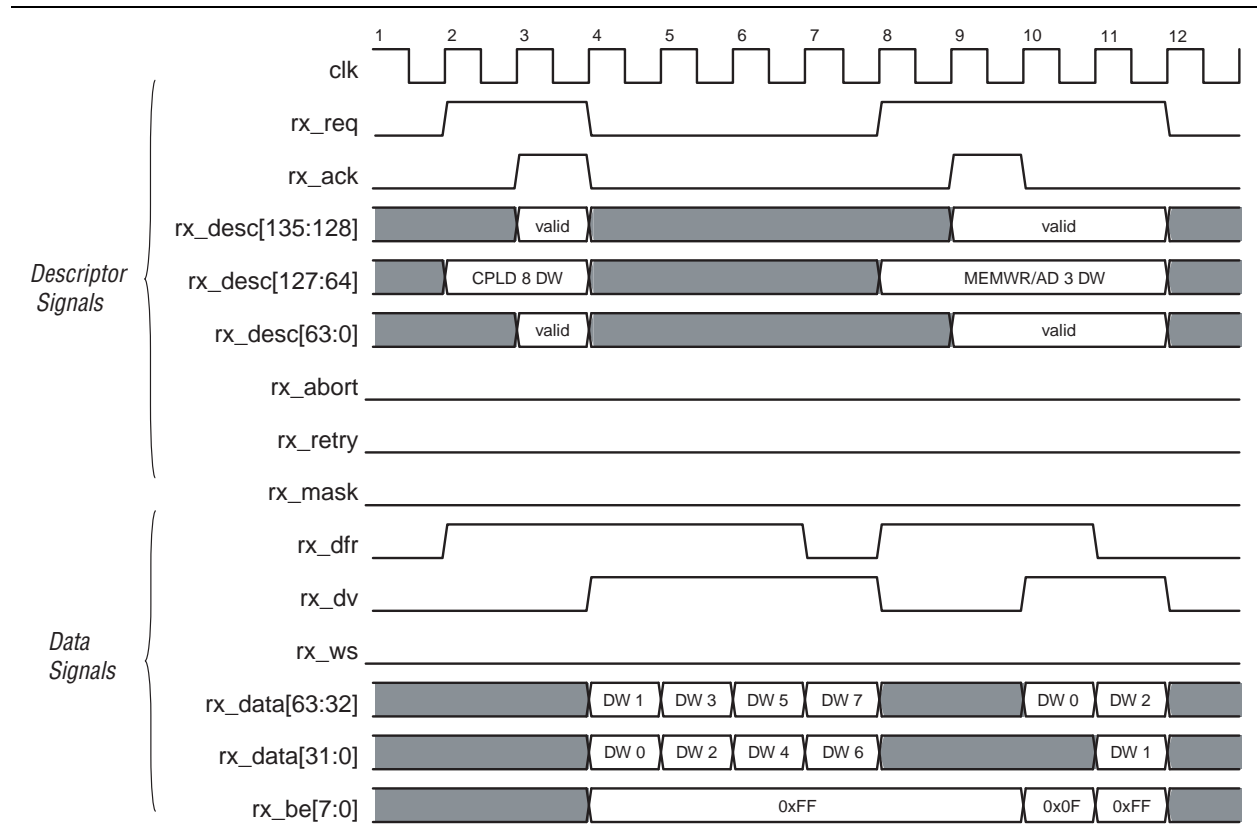 1 2 3 4 5 6 7 8 9 10 11 12
clk
rx_req
rx_ack
rx_desc[135:128] valid valid
Descriptor
Signals
rx_desc[127:64] CPLD 8 DW MEMWR/AD 3 DW
rx_desc[63:0] valid valid
rx_abort
rx_retry
rx_mask
rx_dfr
rx_dv
Data
Signals
rx_ws
rx_data[63:32] DW 1 DW 3 DW 5 DW 7 DW 0 DW 2
rx_data[31:0] DW 0 DW 2 DW 4 DW 6 DW 1
rx_be[7:0] 0xFF 0x0F 0xFF